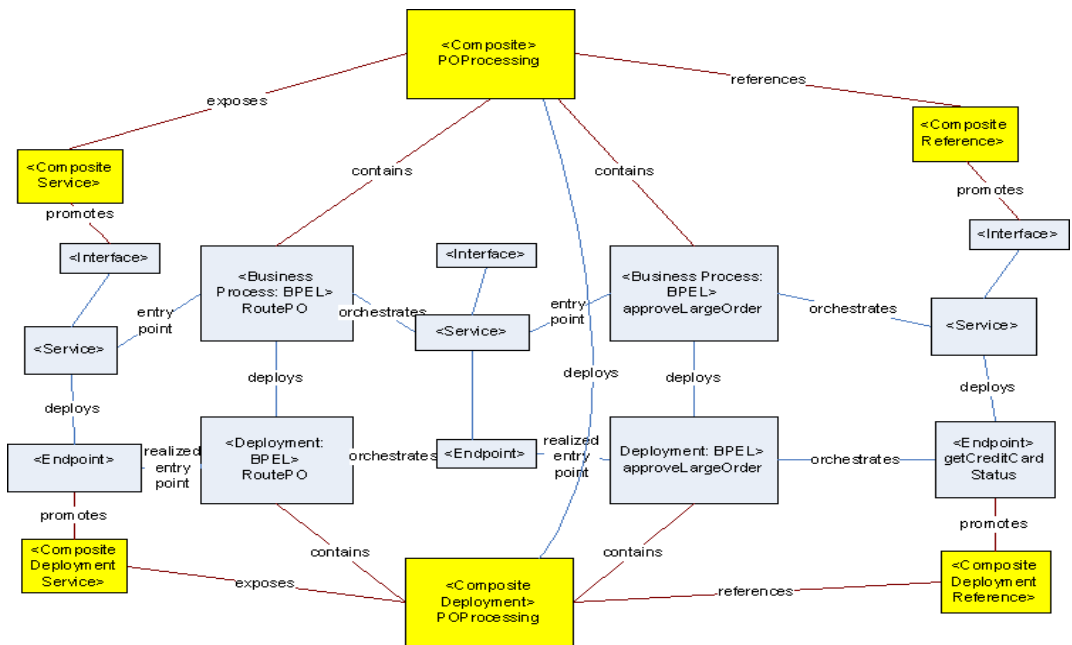 <Composite>
POProcessing
exposes
references
<Composite
Service>
<Composite
Reference>
contains
contains
promotes
promotes
<Interface>
<Interface>
<Interface>
<Business
Process: BPEL>
RoutePO
<Business Process:
BPEL>
approveLargeOrder
entry
point
orchestrates
<Service>
entry
point
orchestrates
<Service>
<Service>
deploys
deploys
deploys
deploys
deploys
<Endpoint>
realized
entry
point
<Deployment:
BPEL>
RoutePO
orchestrates
<Endpoint>
realized
entry
point
Deployment: BPEL>
approveLargeOrder
orchestrates
<Endpoint>
getCreditCard
Status
promotes
promotes
<Composite
Deployment
Service>
contains
contains
exposes
<Composite
Deployment>
POProcessing
references
<Composite
Deployment
Reference>